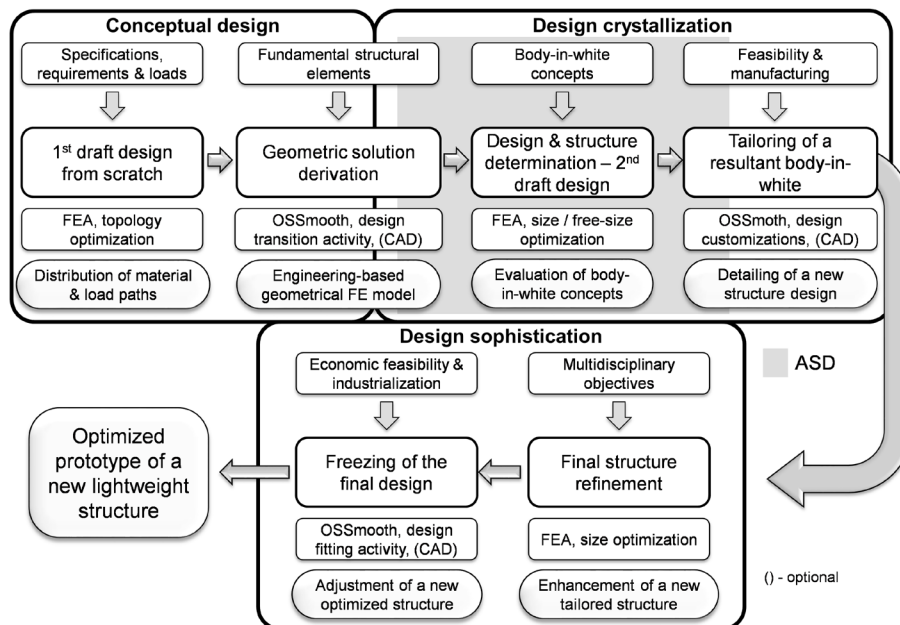 Conceptual design
Specifications,
requirements & loads
Fundamental structural
elements
1st draft design
from scratch
Geometric solution
derivation
FEA, topology
optimization
OSSmooth, design
transition activity, (CAD)
Distribution of material
& load paths
Engineering-based
geometrical FE model
Design crystallization
Body-in-white
concepts
Feasibility &
manufacturing
Design & structure
determination – 2nd
draft design
Tailoring of a
resultant body-in-
white
FEA, size / free-size
optimization
OSSmoth, design
customizations, (CAD)
Evaluation of body-
in-white concepts
Detailing of a new
structure design
ASD
Design sophistication
Economic feasibility &
industrialization
Multidisciplinary
objectives
Optimized
prototype of a
new lightweight
structure
Freezing of the
final design
Final structure
refinement
OSSmooth, design
fitting activity, (CAD)
FEA, size optimization
Adjustment of a new
optimized structure
Enhancement of a new
tailored structure
() - optional